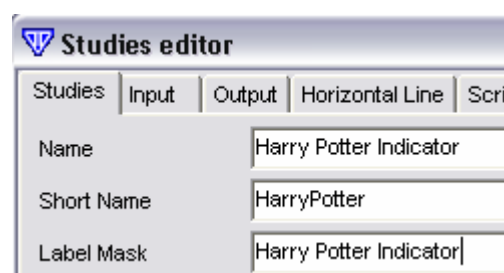 Studies editor
Studies Input Output Horizontal Line Scri
Name Harry Potter Indicator
Short Name HarryPotter
Label Mask Harry Potter Indicator